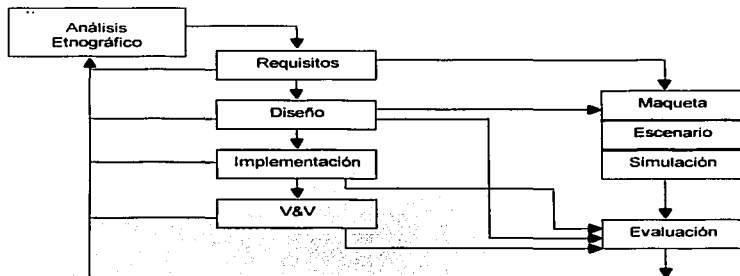 Análisis
Etnográfico
Requisitos
Diseño
Implementación
V&V
Maqueta
Escenario
Simulación
Evaluación